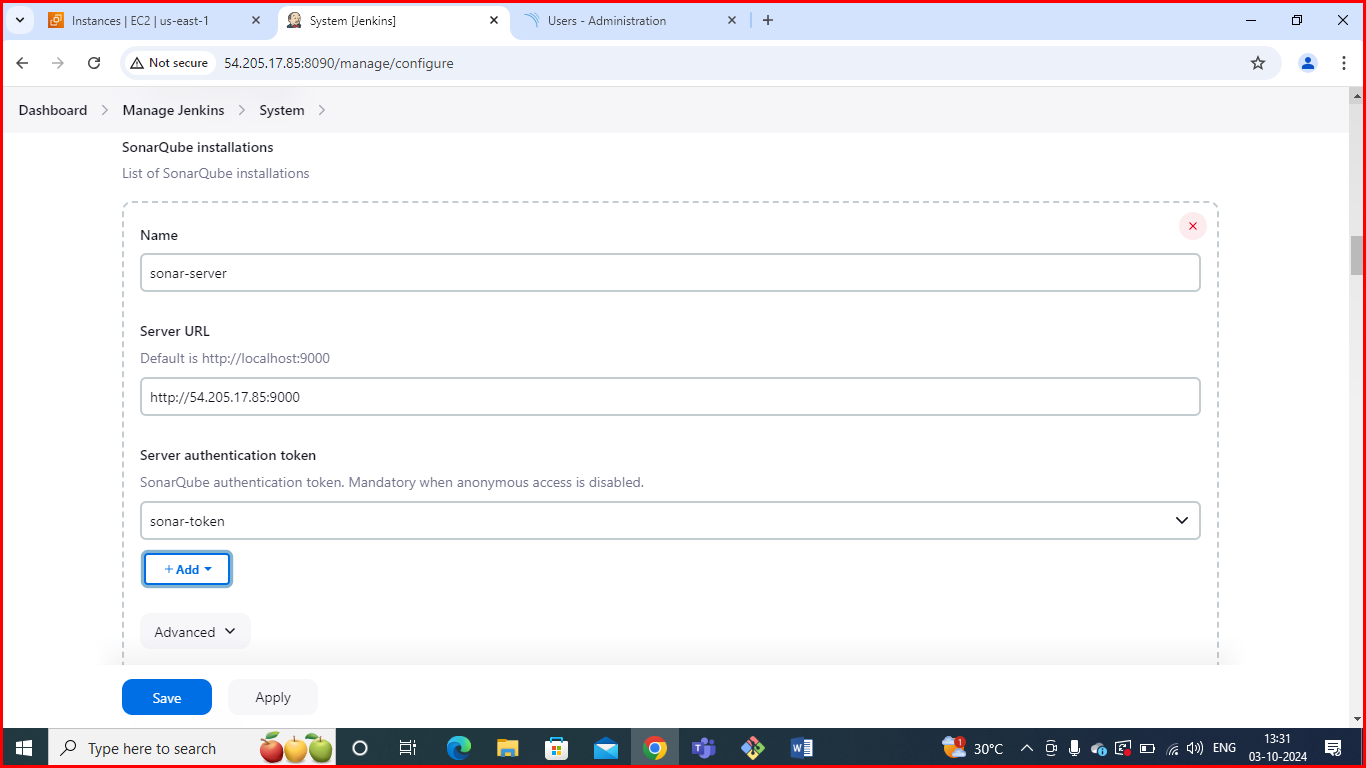 Instances | EC2 | us-east-1
System [Jenkins]
Users - Administration
Not secure
54.205.17.85:8090/manage/configure
Dashboard
Manage Jenkins
System
SonarQube installations
List of SonarQube installations
Name
sonar-server
Server URL
Default is http://localhost:9000
http://54.205.17.85:9000
Server authentication token
SonarQube authentication token. Mandatory when anonymous access is disabled.
sonar-token
+ Add
Advanced
Save
Apply
Type here to search
1
30°C
ENG
13:31
03-10-2024